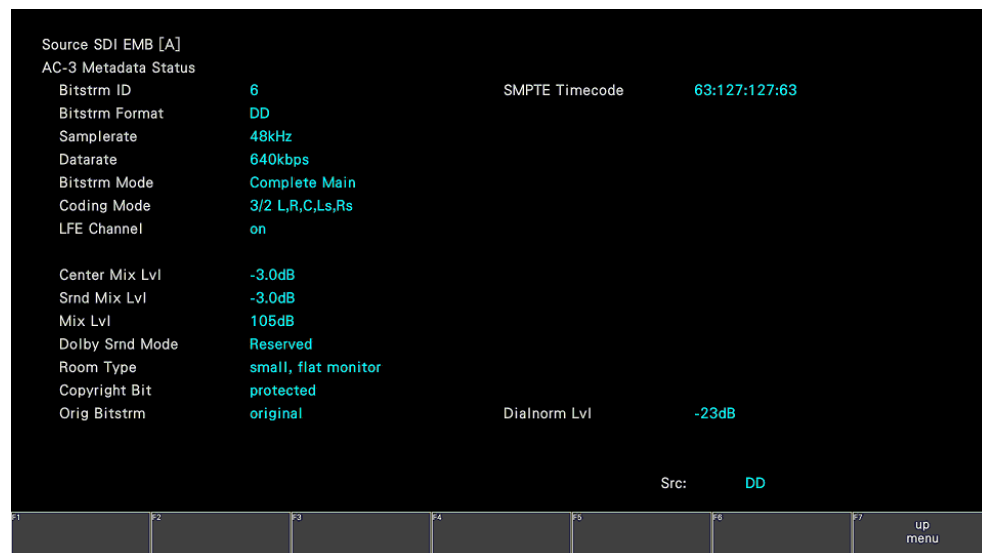 Source SDI EMB [A]
AC-3 Metadata Status
Bitstrm ID 6 SMPTE Timecode 63:127:127:63
Bitstrm Format DD
Samplerate 48kHz
Datarate 640kbps
Bitstrm Mode Complete Main
Coding Mode 3/2 L,R,C,Ls,Rs
LFE Channel on
Center Mix Lvl -3.0dB
Srnd Mix Lvl -3.0dB
Mix Lvl 105dB
Dolby Srnd Mode Reserved
Room Type small, flat monitor
Copyright Bit protected
Orig Bitstrm original Dialnorm Lvl -23dB
Src: DD
F1 F2 F3 F4 F5 F6 F7 up
menu